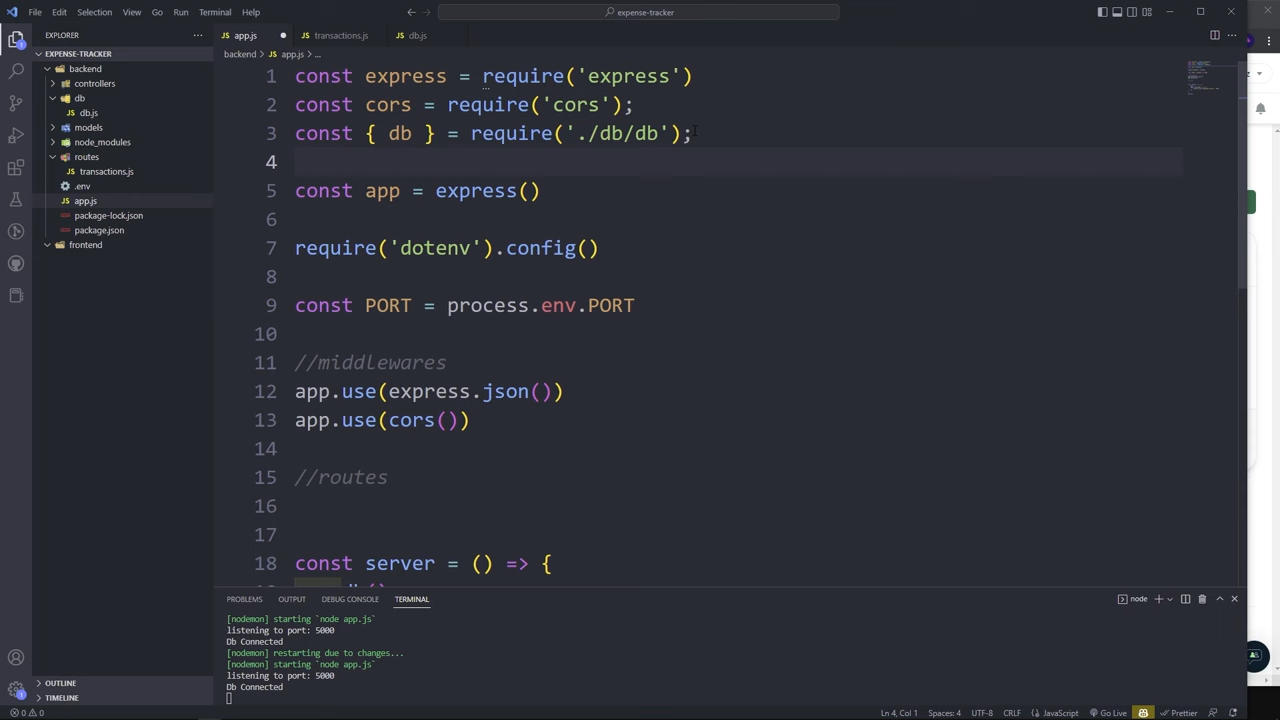 File Edit Selection View Go Run Terminal Help
expense-tracker
EXPLORER
app.js
transactions.js
db.js
EXPENSE-TRACKER
backend
controllers
db
db.js
models
node_modules
routes
transactions.js
.env
app.js
package-lock.json
package.json
frontend
OUTLINE
TIMELINE
backend > app.js > ...
1 const express = require('express')
2 const cors = require('cors');
3 const { db } = require('./db/db');
4
5 const app = express()
6
7 require('dotenv').config()
8
9 const PORT = process.env.PORT
10
11 //middlewares
12 app.use(express.json())
13 app.use(cors())
14
15 //routes
16
17
18 const server = () => {
PROBLEMS OUTPUT DEBUG CONSOLE TERMINAL
node
[nodemon] starting `node app.js`
listening to port: 5000
Db Connected
[nodemon] restarting due to changes...
[nodemon] starting `node app.js`
listening to port: 5000
Db Connected
0 0
Ln 4, Col 1 Spaces: 4 UTF-8 CRLF JavaScript Go Live Prettier